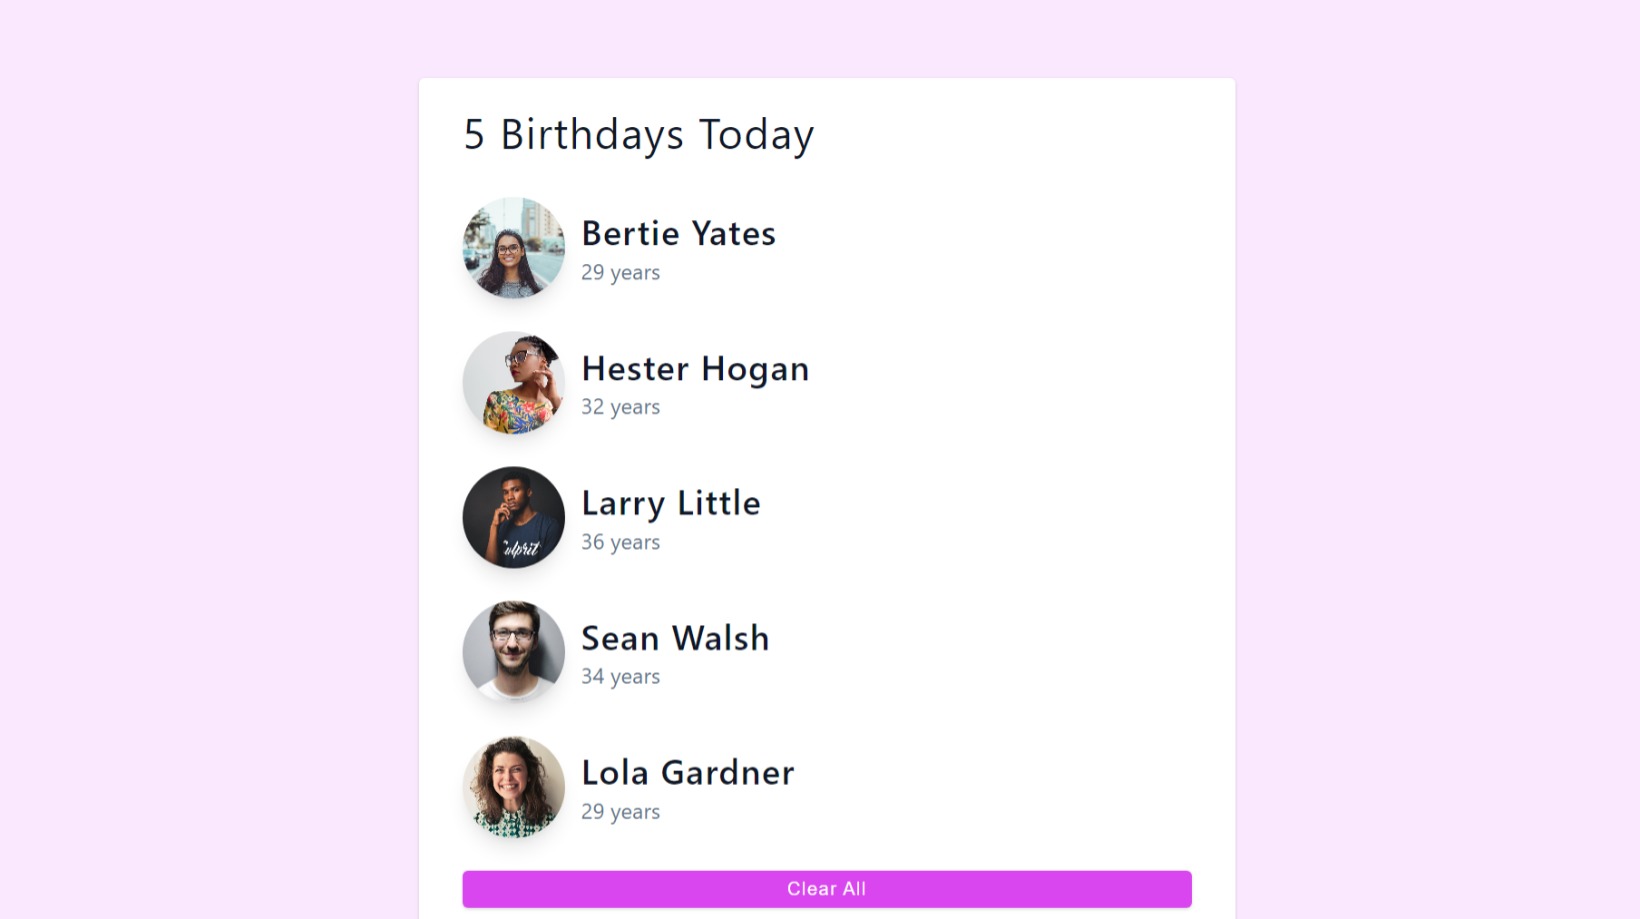 5 Birthdays Today
Bertie Yates
29 years
Hester Hogan
32 years
Larry Little
36 years
Sean Walsh
34 years
Lola Gardner
29 years
Clear All